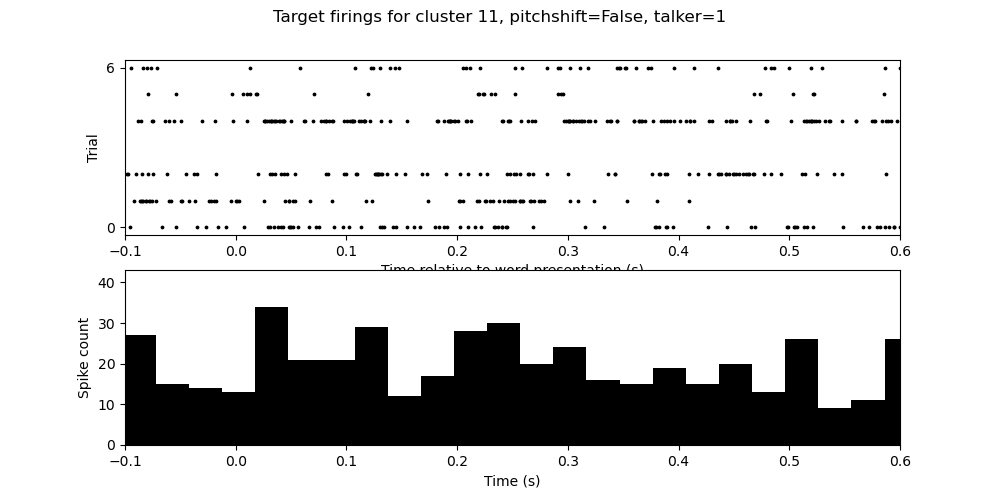 Target firings for cluster 11, pitchshift=False, talker=1
6
Trial
0
−0.1 0.0 0.1 0.2 0.3 0.4 0.5 0.6
Time relative to word presentation (s)
40
30
Spike count
20
10
0
−0.1 0.0 0.1 0.2 0.3 0.4 0.5 0.6
Time (s)